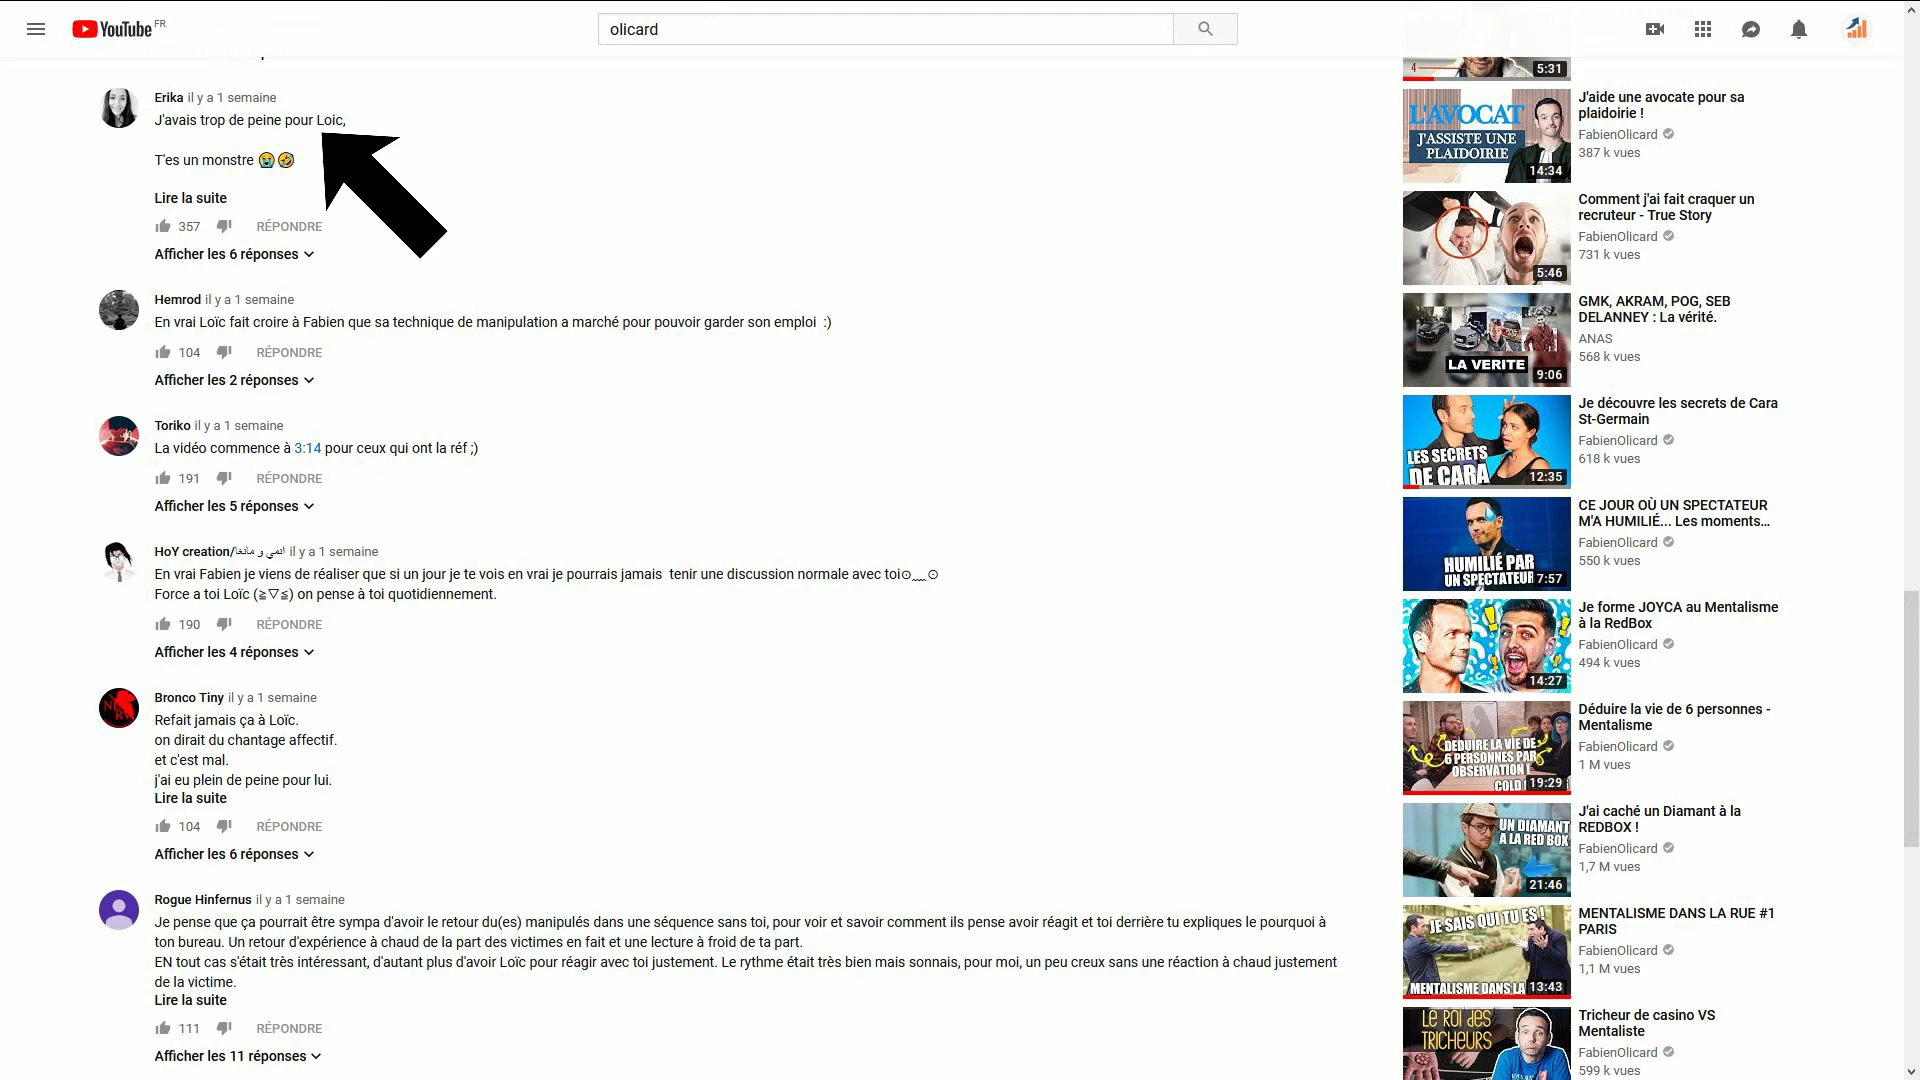 YouTube FR
olicard
Erika il y a 1 semaine
J'avais trop de peine pour Loic,
T'es un monstre 😭🤣
Lire la suite
357 RÉPONDRE
Afficher les 6 réponses
Hemrod il y a 1 semaine
En vrai Loïc fait croire à Fabien que sa technique de manipulation a marché pour pouvoir garder son emploi :)
104 RÉPONDRE
Afficher les 2 réponses
Toriko il y a 1 semaine
La vidéo commence à 3:14 pour ceux qui ont la réf ;)
191 RÉPONDRE
Afficher les 5 réponses
HoY creation/انمي و مانغا il y a 1 semaine
En vrai Fabien je viens de réaliser que si un jour je te vois en vrai je pourrais jamais tenir une discussion normale avec toi⊙﹏⊙
Force a toi Loïc (≧▽≦) on pense à toi quotidiennement.
190 RÉPONDRE
Afficher les 4 réponses
Bronco Tiny il y a 1 semaine
Refait jamais ça à Loïc.
on dirait du chantage affectif.
et c'est mal.
j'ai eu plein de peine pour lui.
Lire la suite
104 RÉPONDRE
Afficher les 6 réponses
Rogue Hinfernus il y a 1 semaine
Je pense que ça pourrait être sympa d'avoir le retour du(es) manipulés dans une séquence sans toi, pour voir et savoir comment ils pense avoir réagit et toi derrière tu expliques le pourquoi à
ton bureau. Un retour d'expérience à chaud de la part des victimes en fait et une lecture à froid de ta part.
EN tout cas s'était très intéressant, d'autant plus d'avoir Loïc pour réagir avec toi justement. Le rythme était très bien mais sonnais, pour moi, un peu creux sans une réaction à chaud justement
de la victime.
Lire la suite
111 RÉPONDRE
Afficher les 11 réponses
4
5:31
L'AVOCAT
J'ASSISTE UNE
PLAIDOIRIE
14:34
J'aide une avocate pour sa
plaidoirie !
FabienOlicard
387 k vues
5:46
Comment j'ai fait craquer un
recruteur - True Story
FabienOlicard
731 k vues
LA VERITE
9:06
GMK, AKRAM, POG, SEB
DELANNEY : La vérité.
ANAS
568 k vues
LES SECRETS
DE CARA
12:35
Je découvre les secrets de Cara
St-Germain
FabienOlicard
618 k vues
HUMILIÉ PAR
UN SPECTATEUR
7:57
CE JOUR OÙ UN SPECTATEUR
M'A HUMILIÉ... Les moments...
FabienOlicard
550 k vues
14:27
Je forme JOYCA au Mentalisme
à la RedBox
FabienOlicard
494 k vues
DEDUIRE LA VIE DE
6 PERSONNES PAR
OBSERVATION !
COLD
19:29
Déduire la vie de 6 personnes -
Mentalisme
FabienOlicard
1 M vues
UN DIAMANT
A LA RED BOX
21:46
J'ai caché un Diamant à la
REDBOX !
FabienOlicard
1,7 M vues
JE SAIS QUI TU ES !
MENTALISME DANS LA
13:43
MENTALISME DANS LA RUE #1
PARIS
FabienOlicard
1,1 M vues
LE ROI DES
TRICHEURS
Tricheur de casino VS
Mentaliste
FabienOlicard
599 k vues